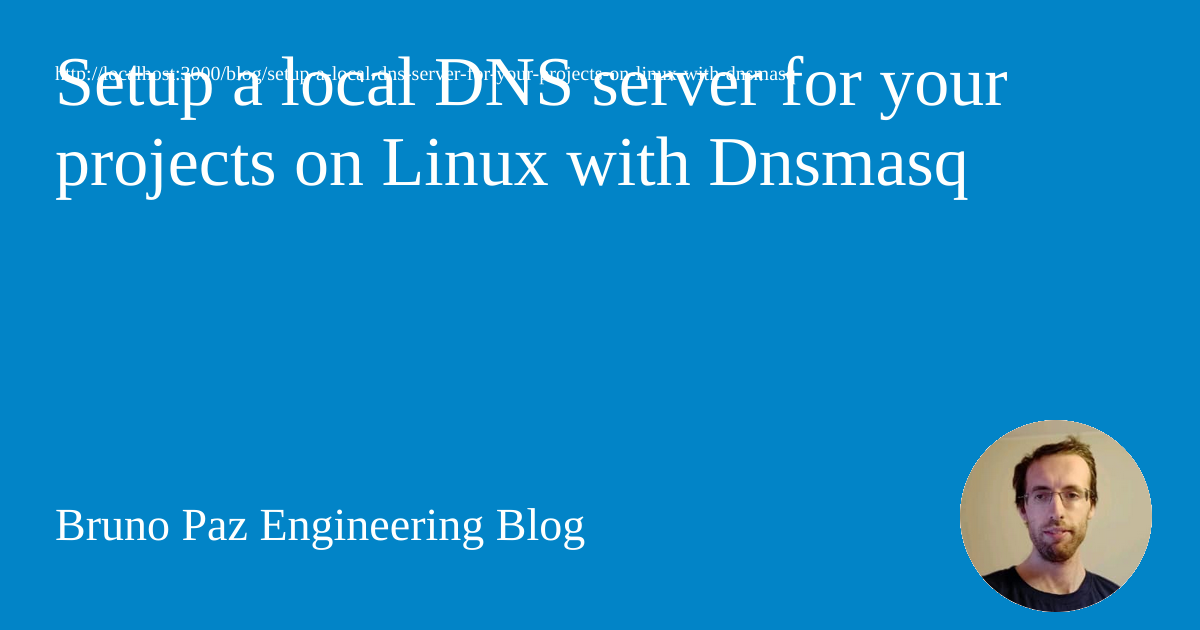 http://localhost:3000/blog/setup-a-local-dns-server-for-your-projects-on-linux-with-dnsmasq
Setup a local DNS server for your
projects on Linux with Dnsmasq
Bruno Paz Engineering Blog